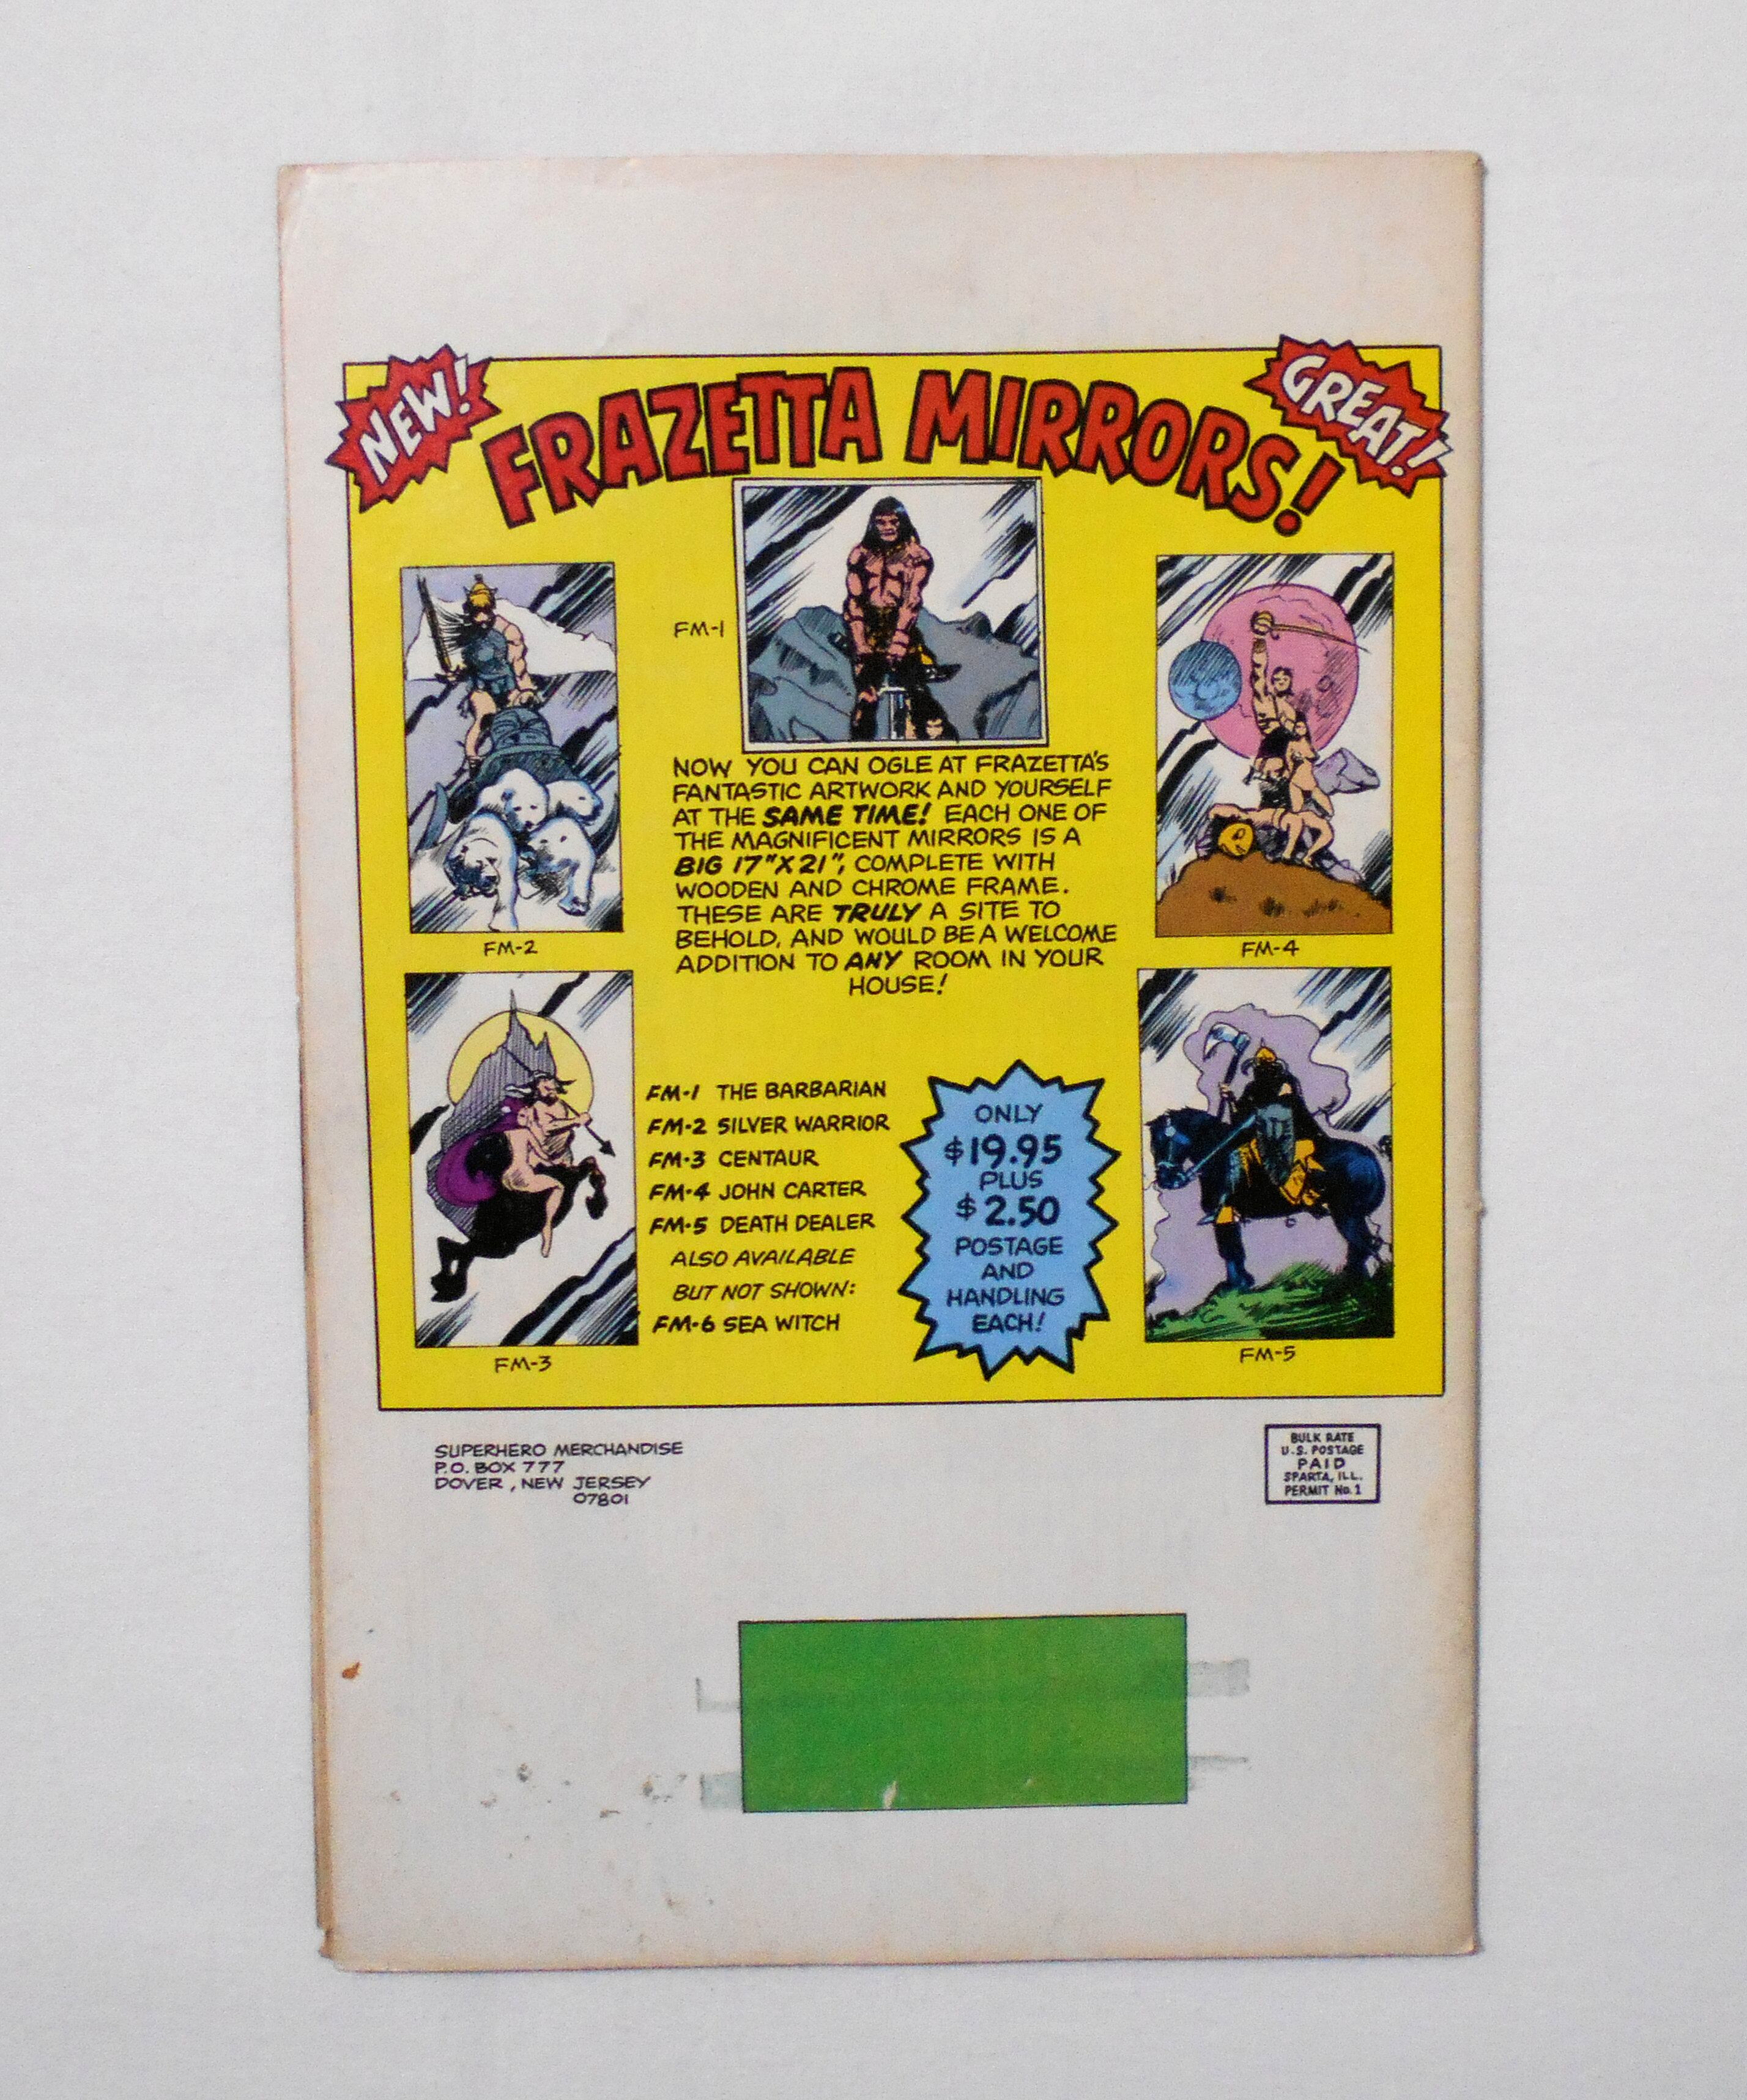 NEW!
FRAZETTA MIRRORS!
GREAT!
FM-1
FM-2
FM-4
NOW YOU CAN OGLE AT FRAZETTA'S
FANTASTIC ARTWORK AND YOURSELF
AT THE SAME TIME! EACH ONE OF
THE MAGNIFICENT MIRRORS IS A
BIG 17"X21", COMPLETE WITH
WOODEN AND CHROME FRAME.
THESE ARE TRULY A SITE TO
BEHOLD, AND WOULD BE A WELCOME
ADDITION TO ANY ROOM IN YOUR
HOUSE!
FM-1 THE BARBARIAN
FM-2 SILVER WARRIOR
FM-3 CENTAUR
FM-4 JOHN CARTER
FM-5 DEATH DEALER
ALSO AVAILABLE
BUT NOT SHOWN:
FM-6 SEA WITCH
ONLY
$19.95
PLUS
$2.50
POSTAGE
AND
HANDLING
EACH!
FM-3
FM-5
SUPERHERO MERCHANDISE
P.O. BOX 777
DOVER, NEW JERSEY
07801
BULK RATE
U.S. POSTAGE
PAID
SPARTA, ILL.
PERMIT No. 1